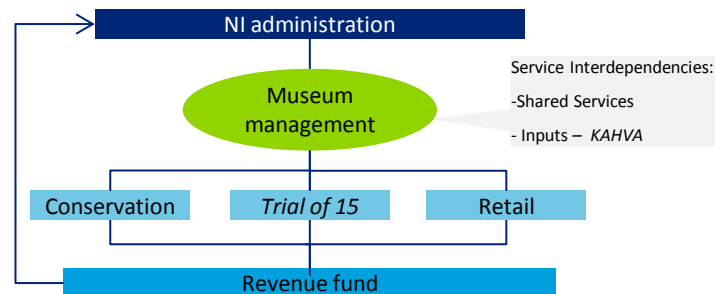 NI administration
Museum
management
Service Interdependencies:
-Shared Services
- Inputs – KAHVA
Conservation
Trial of 15
Retail
Revenue fund